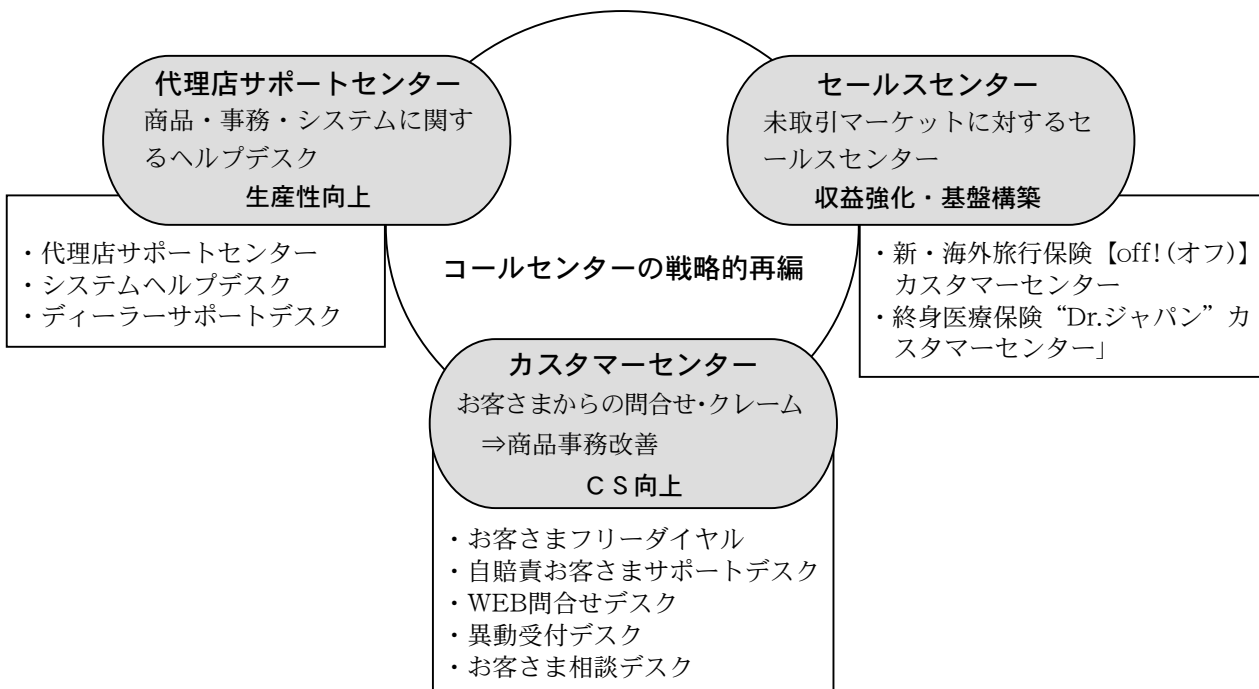 代理店サポートセンター
商品・事務・システムに関す
るヘルプデスク
生産性向上
・代理店サポートセンター
・システムヘルプデスク
・ディーラーサポートデスク
セールスセンター
未取引マーケットに対するセ
ールスセンター
収益強化・基盤構築
・新・海外旅行保険【off!(オフ)】
カスタマーセンター
・終身医療保険“Dr.ジャパン”カ
スタマーセンター」
コールセンターの戦略的再編
カスタマーセンター
お客さまからの問合せ・クレーム
⇒商品事務改善
ＣＳ向上
・お客さまフリーダイヤル
・自賠責お客さまサポートデスク
・WEB問合せデスク
・異動受付デスク
・お客さま相談デスク